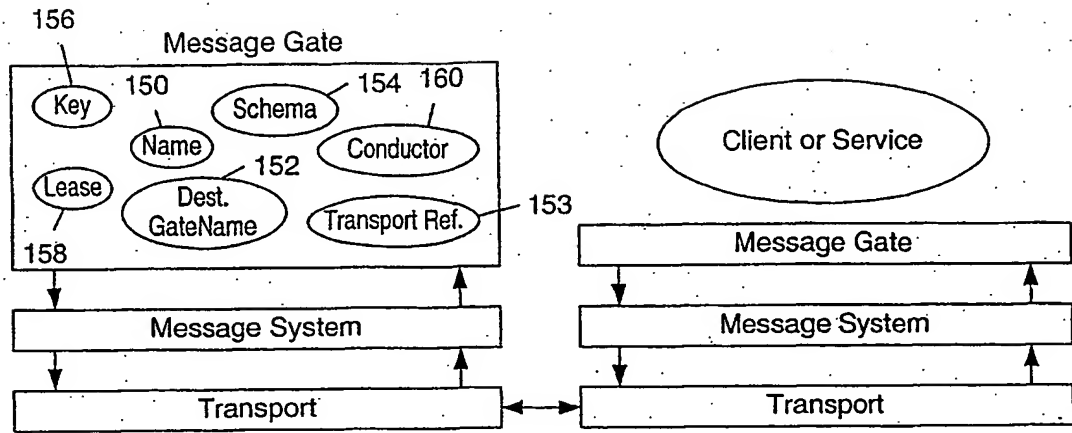 156
Message Gate
150
154
160
Key
Schema
Name
Conductor
Client or Service
Lease
152
Dest.
GateName
Transport Ref.
153
158
Message Gate
Message System
Message System
Transport
Transport